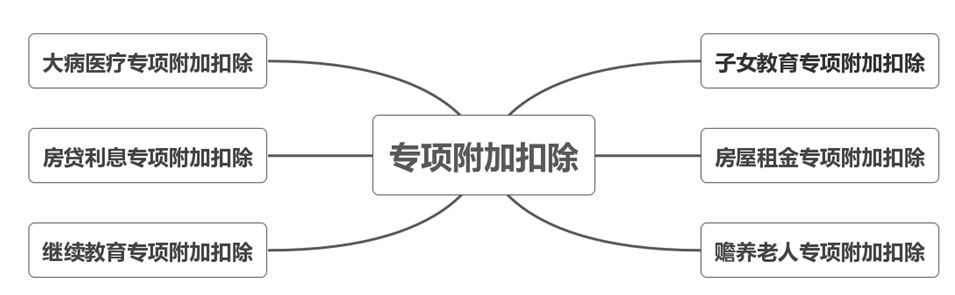 大病医疗专项附加扣除
子女教育专项附加扣除
专项附加扣除
房贷利息专项附加扣除
房屋租金专项附加扣除
继续教育专项附加扣除
赡养老人专项附加扣除